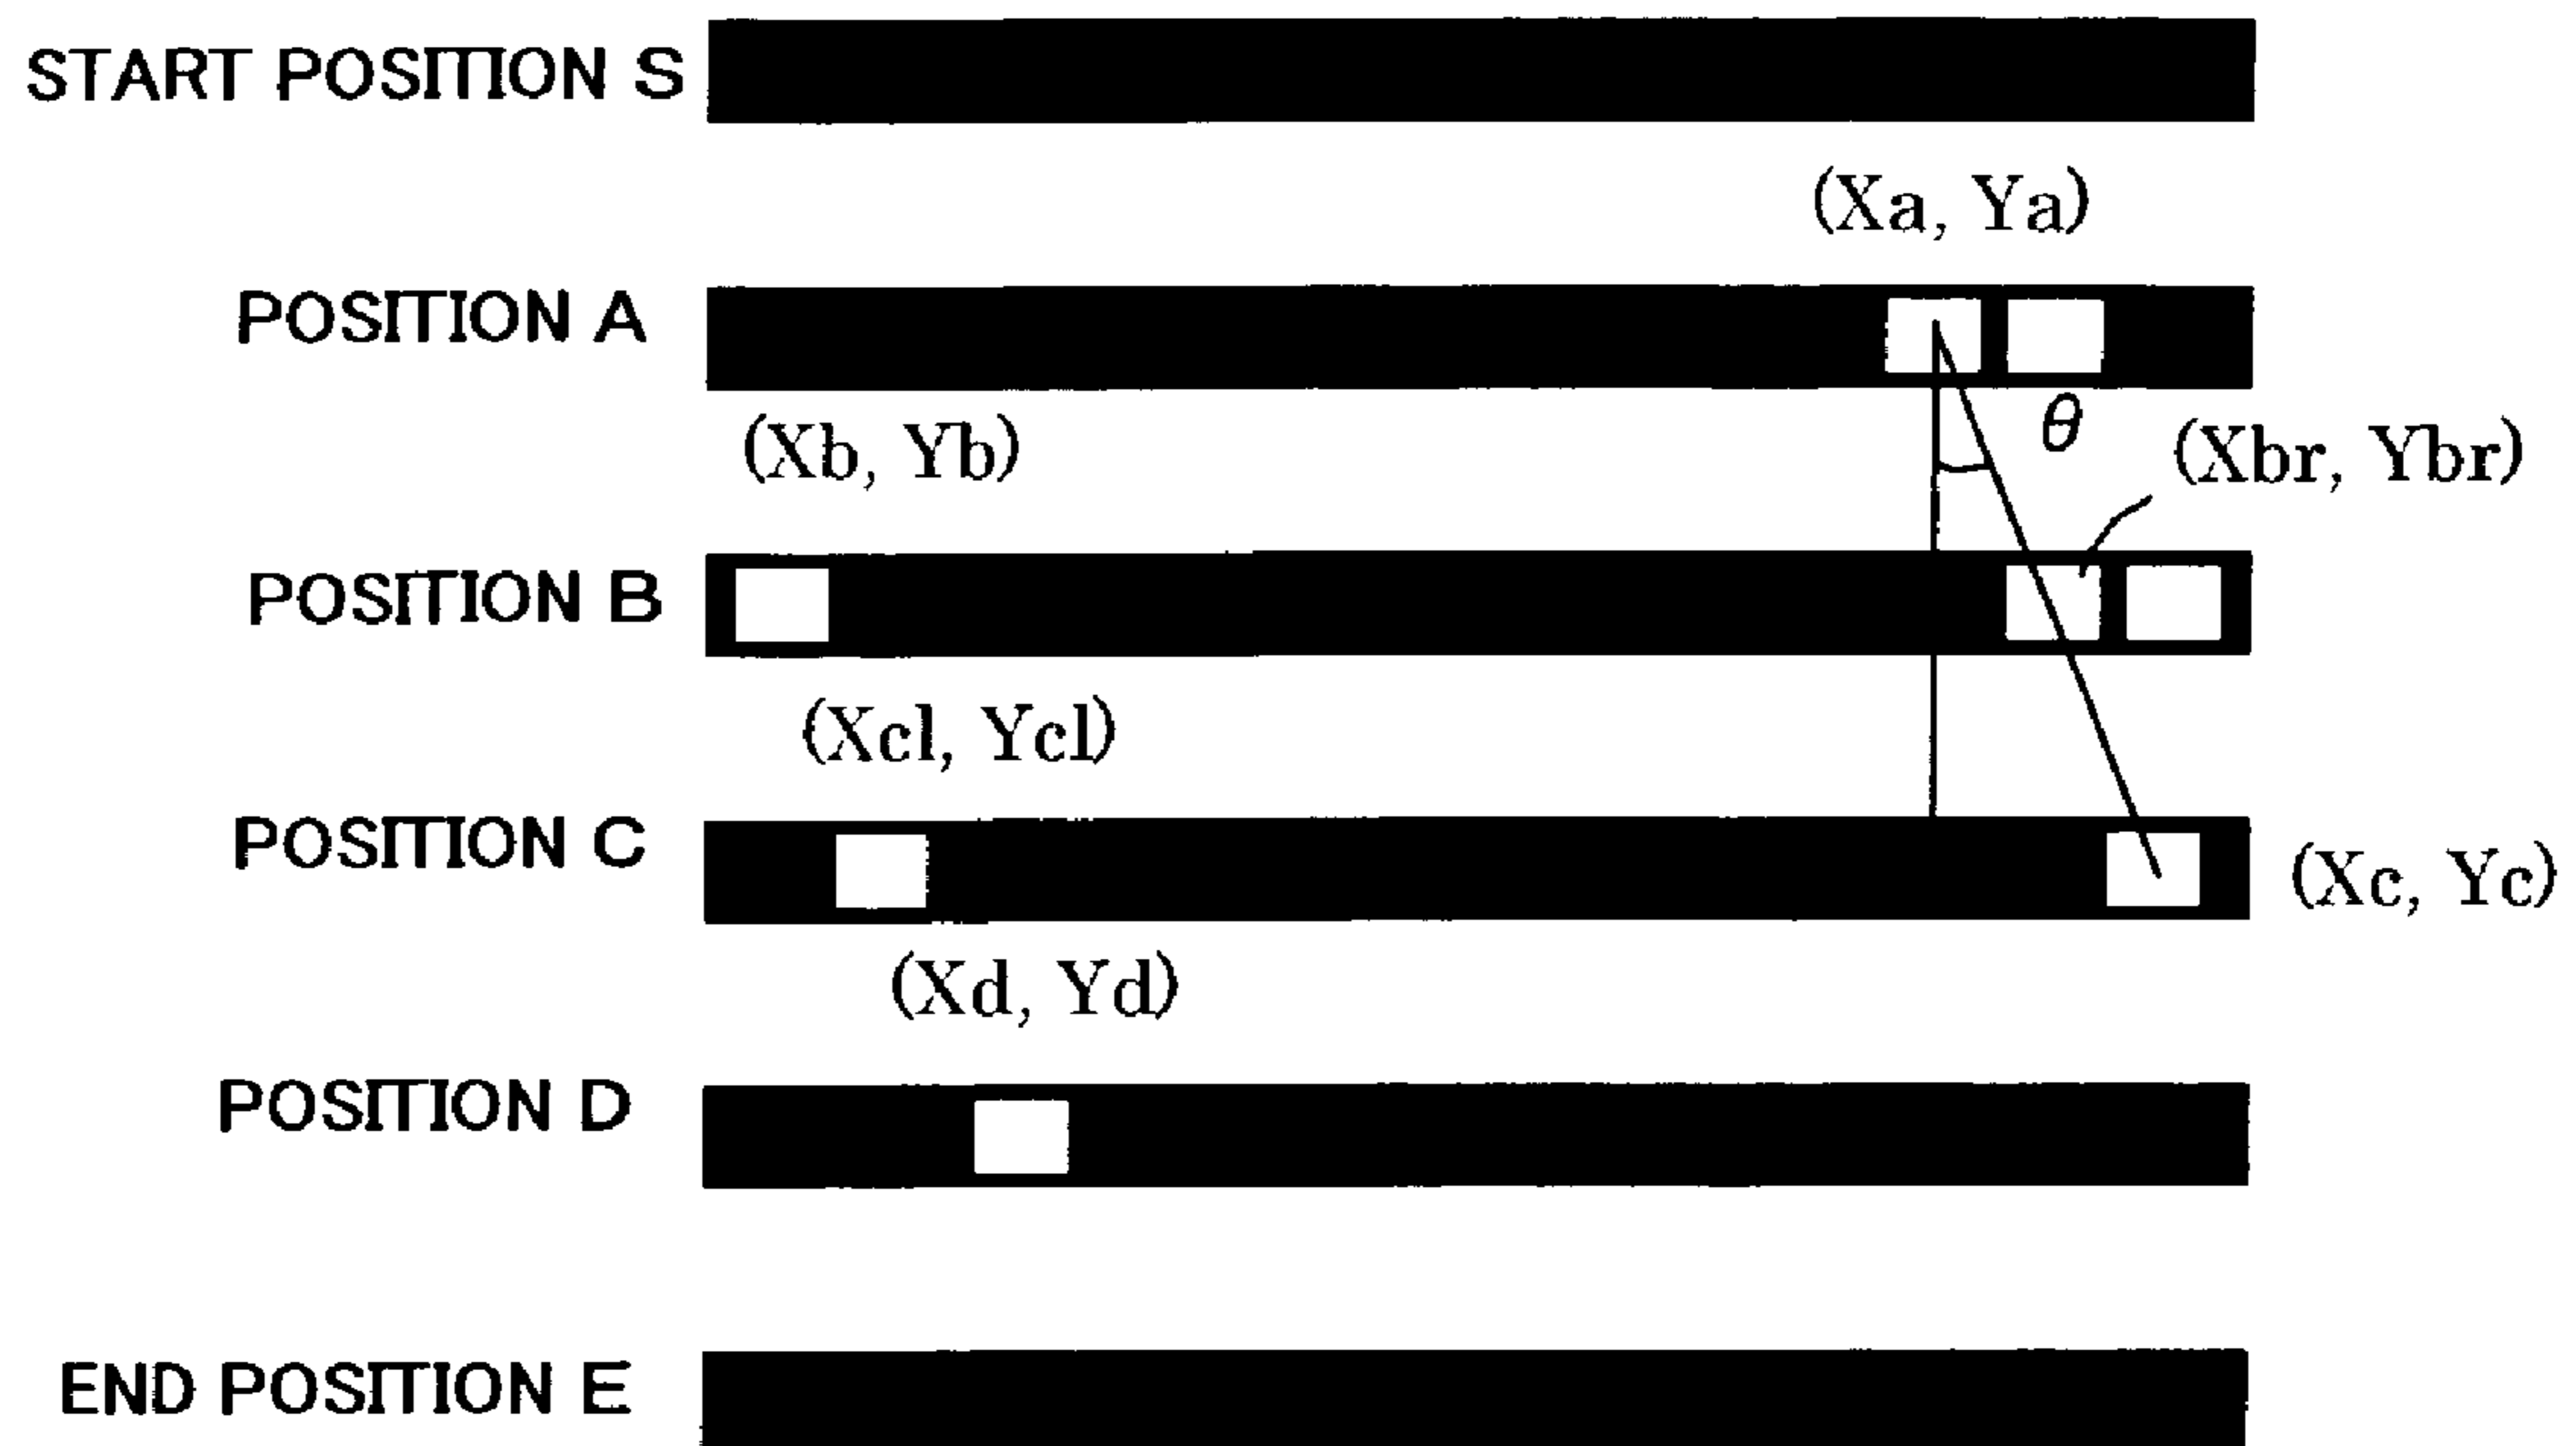 START POSITION S
(Xa, Ya)
POSITION A
θ
(Xb, Yb)
(Xbr, Ybr)
POSITION B
(Xcl, Ycl)
POSITION C
(Xc, Yc)
(Xd, Yd)
POSITION D
END POSITION E